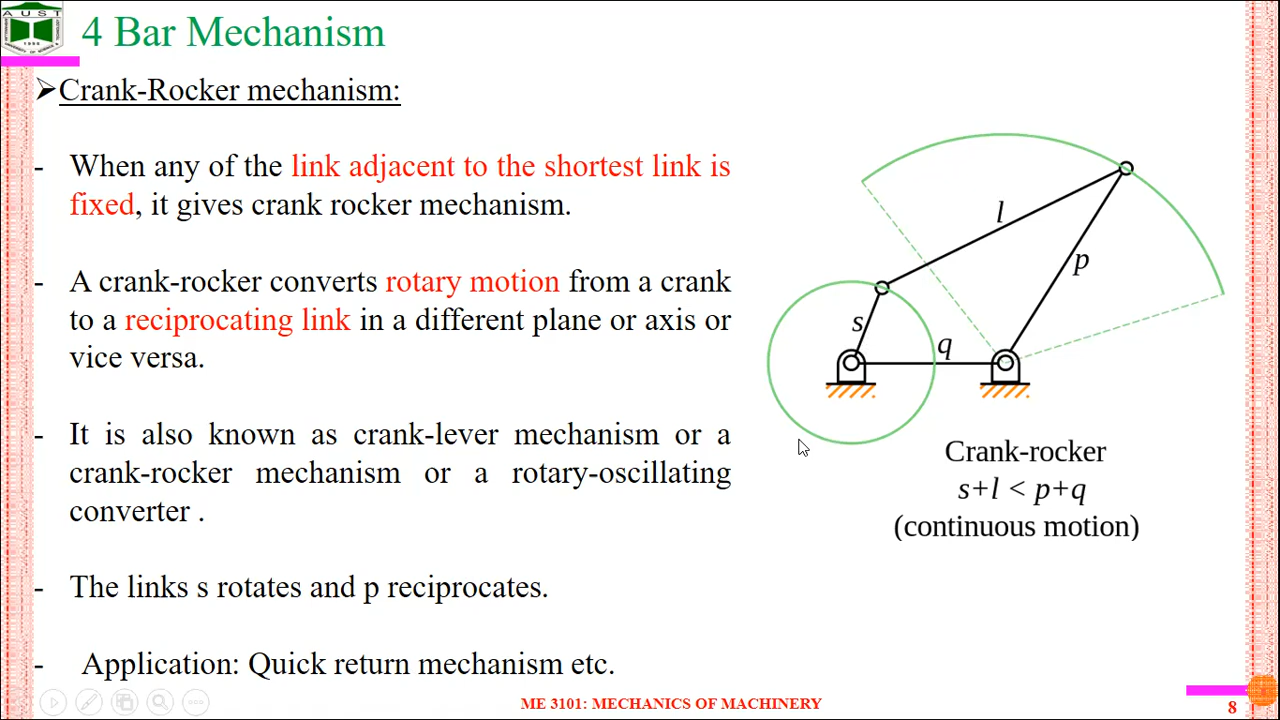 AUST
4 Bar Mechanism
➢Crank-Rocker mechanism:
- When any of the link adjacent to the shortest link is
fixed, it gives crank rocker mechanism.
- A crank-rocker converts rotary motion from a crank
to a reciprocating link in a different plane or axis or
vice versa.
- It is also known as crank-lever mechanism or a
crank-rocker mechanism or a rotary-oscillating
converter .
- The links s rotates and p reciprocates.
- Application: Quick return mechanism etc.
l
p
s
q
Crank-rocker
s+l < p+q
(continuous motion)
ME 3101: MECHANICS OF MACHINERY
8